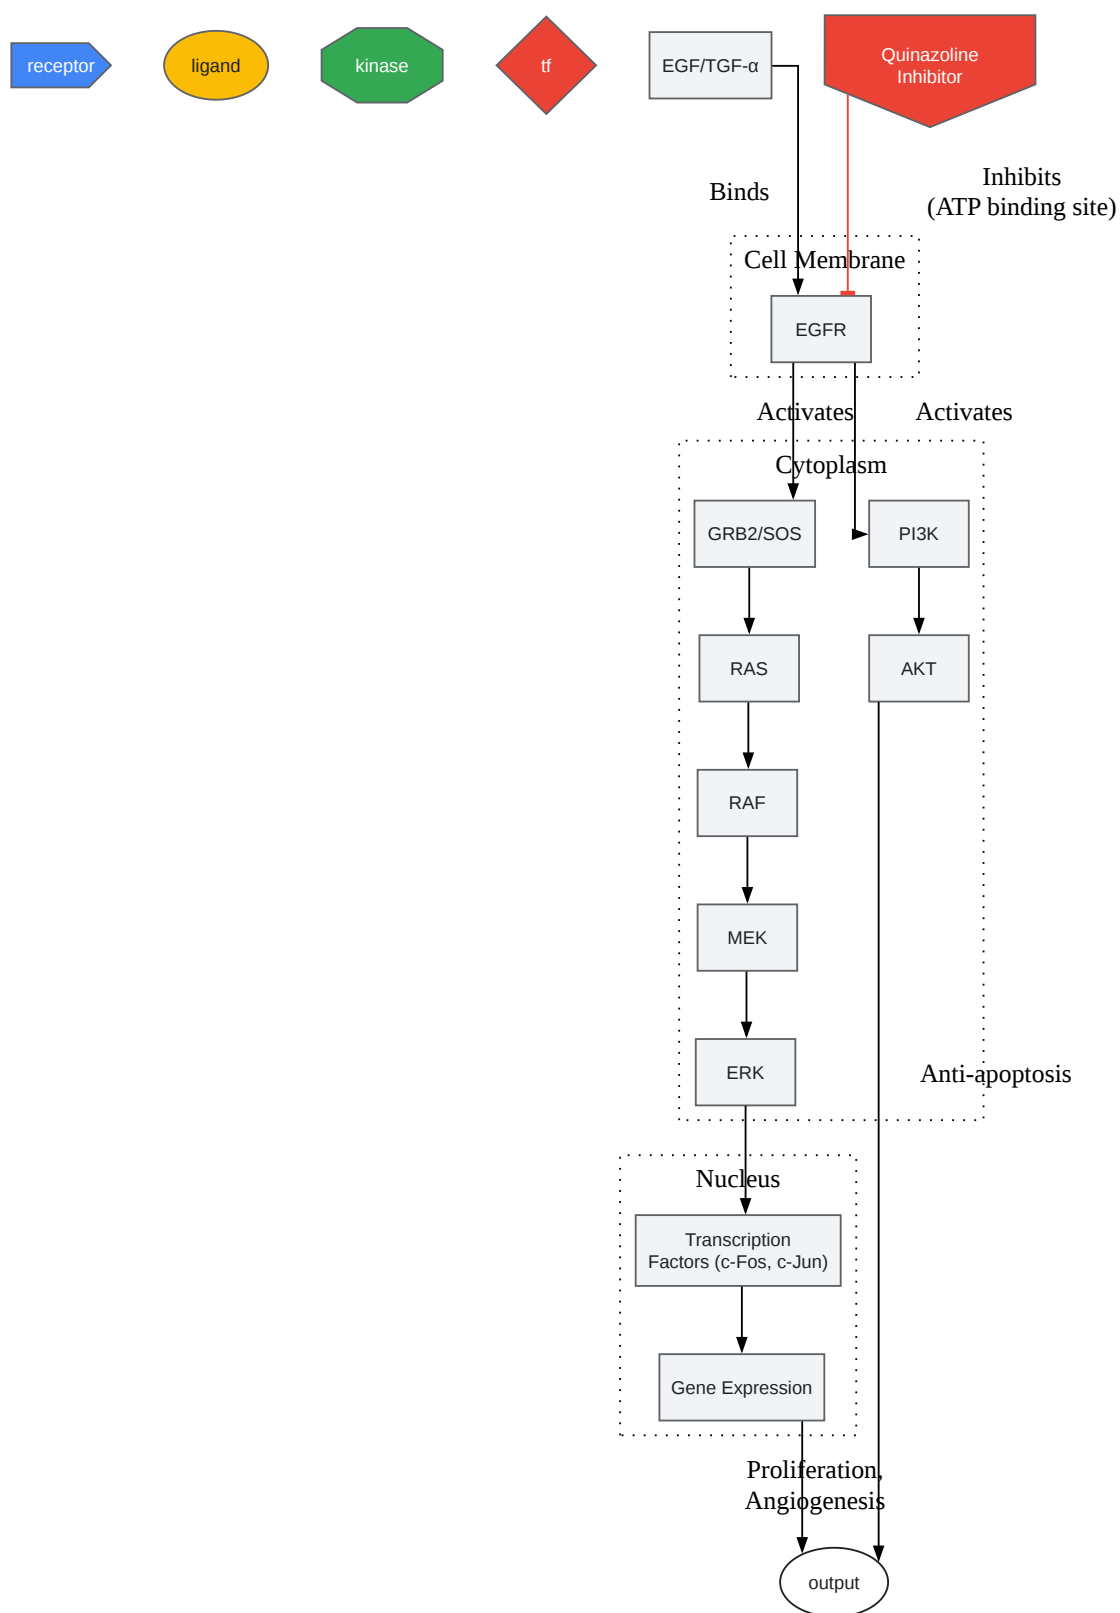 receptor
ligand
kinase
tf
EGF/TGF-α
Quinazoline
Inhibitor
Binds
Inhibits
(ATP binding site)
Cell Membrane
EGFR
Activates
Activates
Cytoplasm
GRB2/SOS
PI3K
RAS
AKT
RAF
MEK
ERK
Anti-apoptosis
Nucleus
Transcription
Factors (c-Fos, c-Jun)
Gene Expression
Proliferation,
Angiogenesis
output